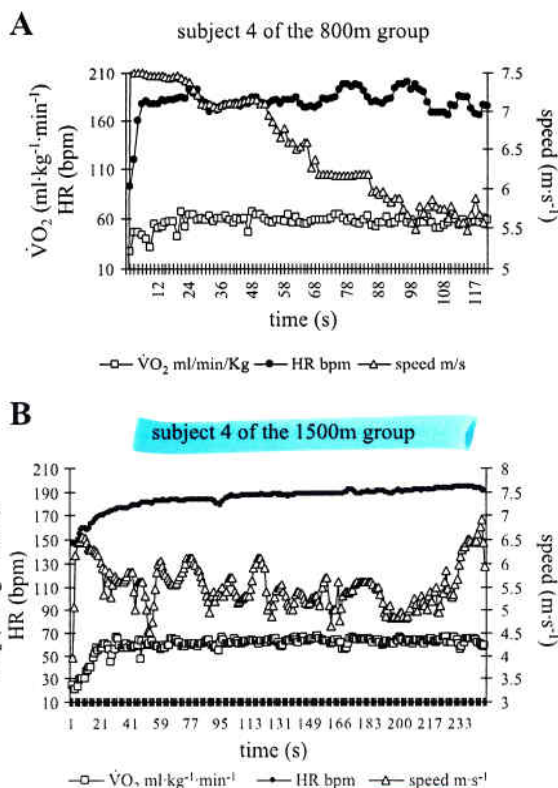 A
subject 4 of the 800m group
V̇O₂ (ml·kg⁻¹·min⁻¹)
HR (bpm)
210
160
110
60
10
7.5
7
6.5
6
5.5
5
speed (m·s⁻¹)
12 24 36 48 58 68 78 88 98 108 117
time (s)
V̇O₂ ml/min/Kg HR bpm speed m/s
B
subject 4 of the 1500m group
HR (bpm)
210
190
170
150
130
110
90
70
50
30
10
8
7.5
7
6.5
6
5.5
5
4.5
4
3.5
3
speed (m·s⁻¹)
1 21 41 59 77 95 113 131 149 166 183 200 217 233
time (s)
V̇O₂ ml·kg⁻¹·min⁻¹ HR bpm speed m·s⁻¹